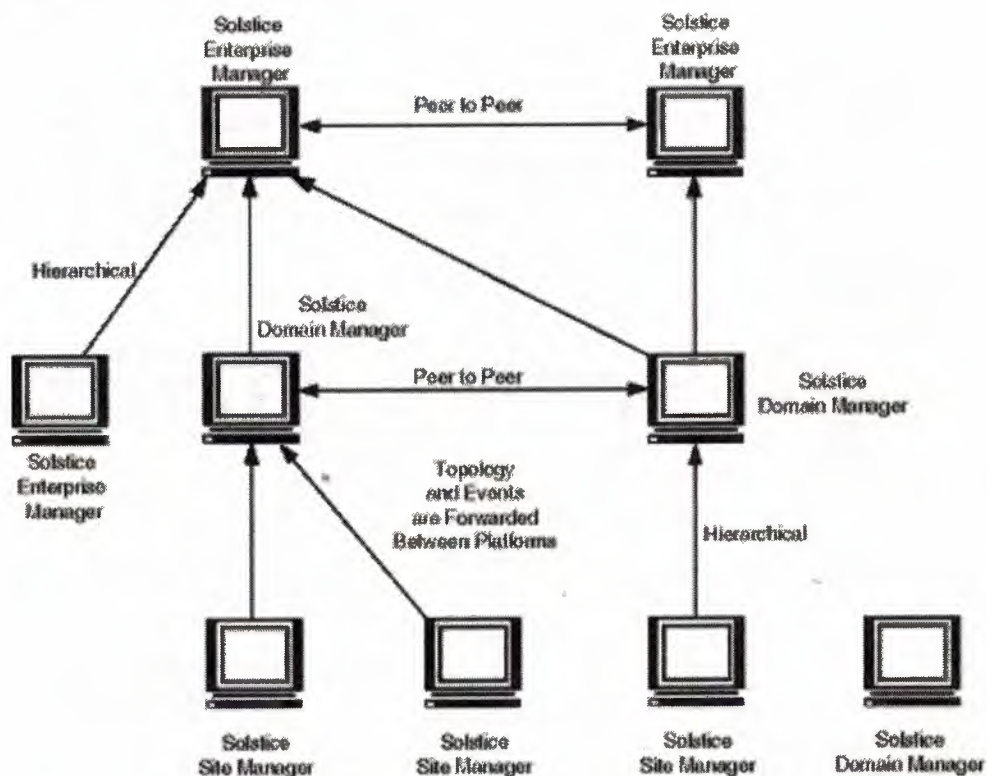 Solstice
Enterprise
Manager
Solstice
Enterprise
Manager
Peer to Peer
Hierarchical
Solstice
Domain Manager
Peer to Peer
Solstice
Domain Manager
Solstice
Enterprise
Manager
Topology
and Events
are Forwarded
Between Platforms
Hierarchical
Solstice
Site Manager
Solstice
Site Manager
Solstice
Site Manager
Solstice
Domain Manager